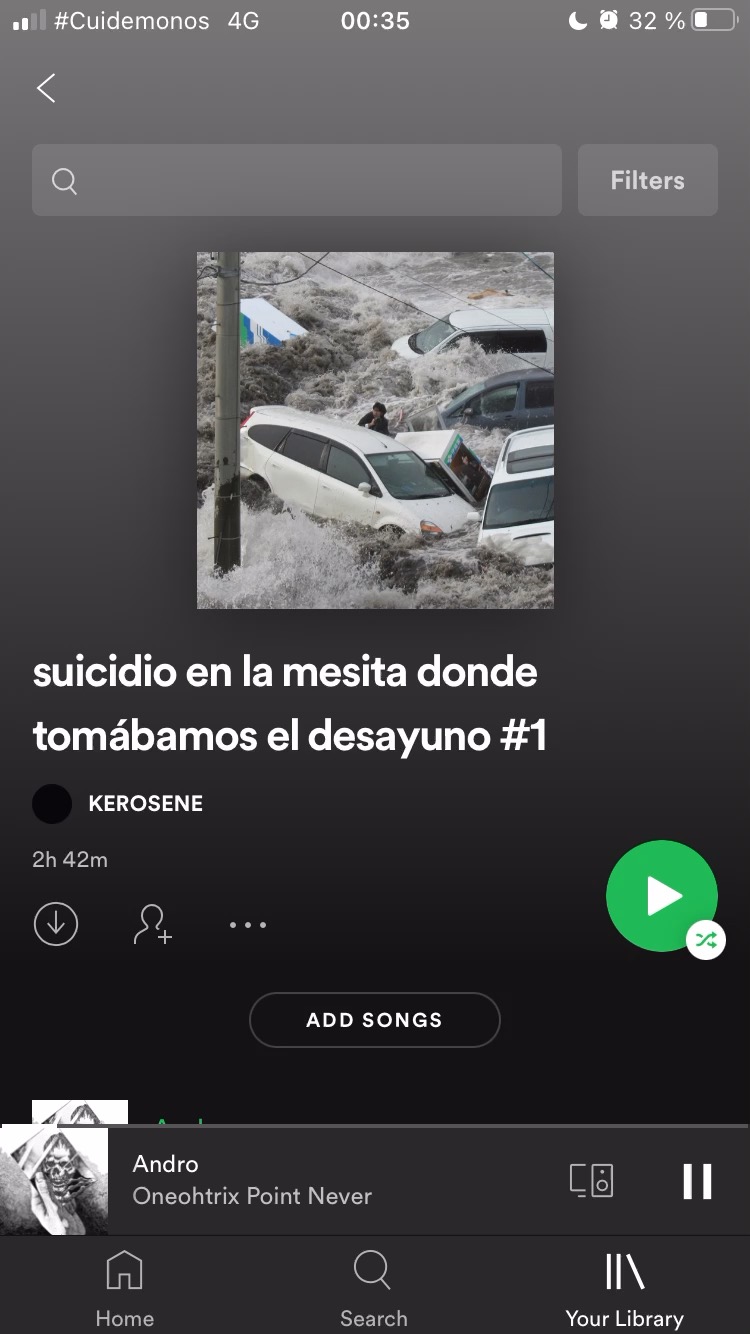 #Cuidemonos 4G 00:35 32 %
Filters
suicidio en la mesita donde
tomábamos el desayuno #1
KEROSENE
2h 42m
ADD SONGS
Andro
Oneohtrix Point Never
Home Search Your Library